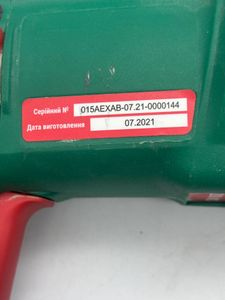 Серійний № 015AEXAB-07.21-0000144
Дата виготовлення 07.2021